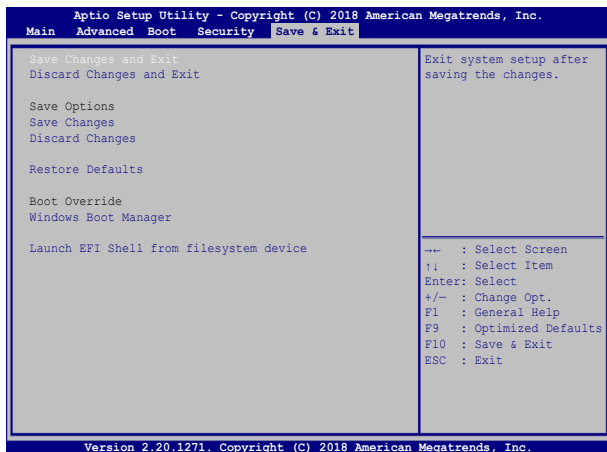 Aptio Setup Utility - Copyright (C) 2018 American Megatrends, Inc.
Main Advanced Boot Security Save & Exit
Save Changes and Exit
Discard Changes and Exit
Save Options
Save Changes
Discard Changes
Restore Defaults
Boot Override
Windows Boot Manager
Launch EFI Shell from filesystem device
Exit system setup after
saving the changes.
→← : Select Screen
↑↓ : Select Item
Enter: Select
+/— : Change Opt.
F1 : General Help
F9 : Optimized Defaults
F10 : Save & Exit
ESC : Exit
Version 2.20.1271. Copyright (C) 2018 American Megatrends, Inc.